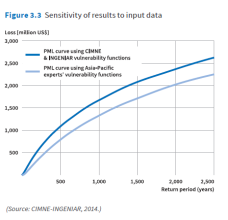 Figure 3.3 Sensitivity of results to input data
Loss (million US$)
3,000
PML curve using CIMNE
& INGENIAR vulnerability functions
2,500
PML curve using Asia-Pacific
experts' vulnerability functions
2,000
1,500
1,000
500
500 1,000 1,500 2,000 2,500
Return period (years)
(Source: CIMNE-INGENIAR, 2014.)